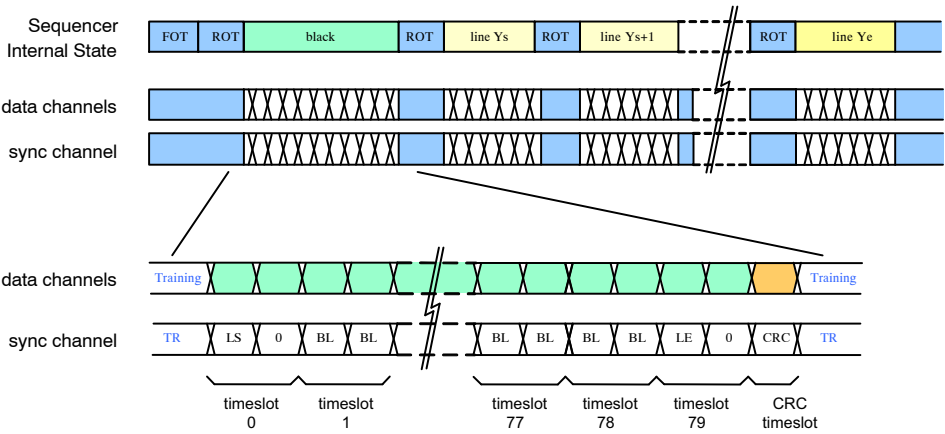 Sequencer
Internal State
FOT ROT black ROT line Ys ROT line Ys+1 ROT line Ye
data channels
sync channel
data channels Training Training
sync channel TR LS 0 BL BL BL BL BL BL LE 0 CRC TR
timeslot timeslot timeslot timeslot timeslot CRC
0 1 77 78 79 timeslot